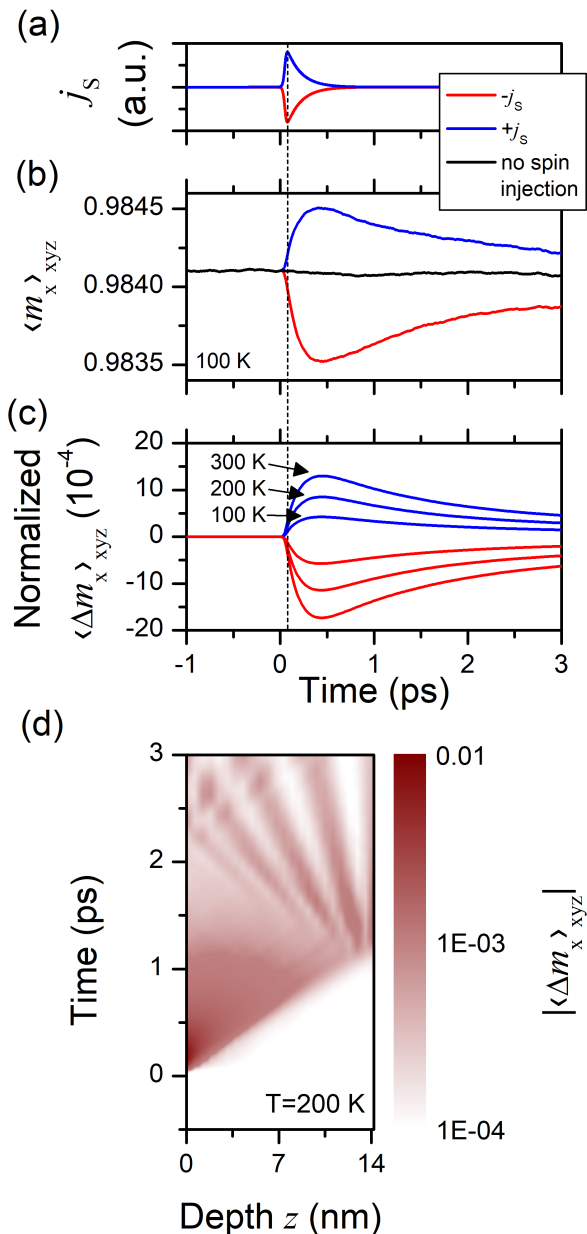 (a)
j_S
(a.u.)
-j_S
+j_S
no spin
injection
(b)
0.9845
0.9840
0.9835
⟨m_x⟩_xyz
100 K
(c)
20
10
0
-10
-20
Normalized
⟨Δm_x⟩_xyz (10^-4)
300 K
200 K
100 K
-1
0
1
2
3
Time (ps)
(d)
3
2
1
0
Time (ps)
T=200 K
0
7
14
Depth z (nm)
0.01
1E-03
1E-04
|⟨Δm_x⟩_xyz|